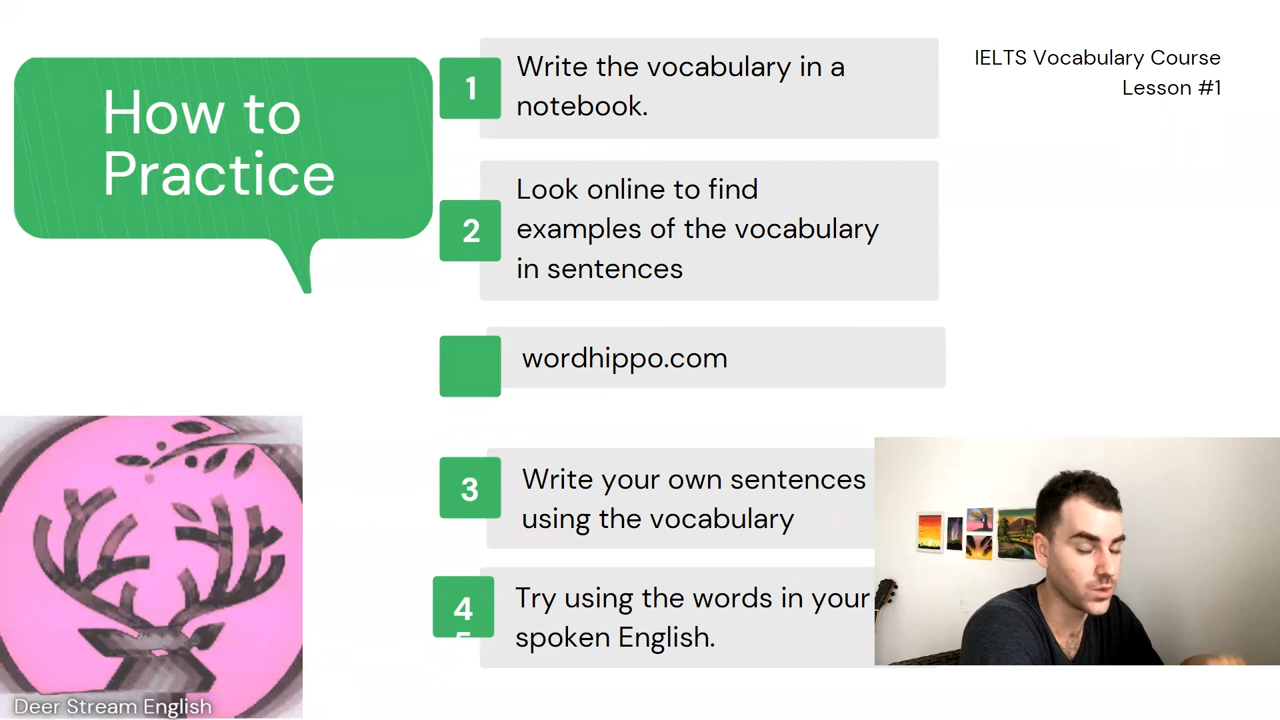 How to
Practice
1
Write the vocabulary in a
notebook.
2
Look online to find
examples of the vocabulary
in sentences
wordhippo.com
3
Write your own sentences
using the vocabulary
4
Try using the words in your
spoken English.
IELTS Vocabulary Course
Lesson #1
Deer Stream English